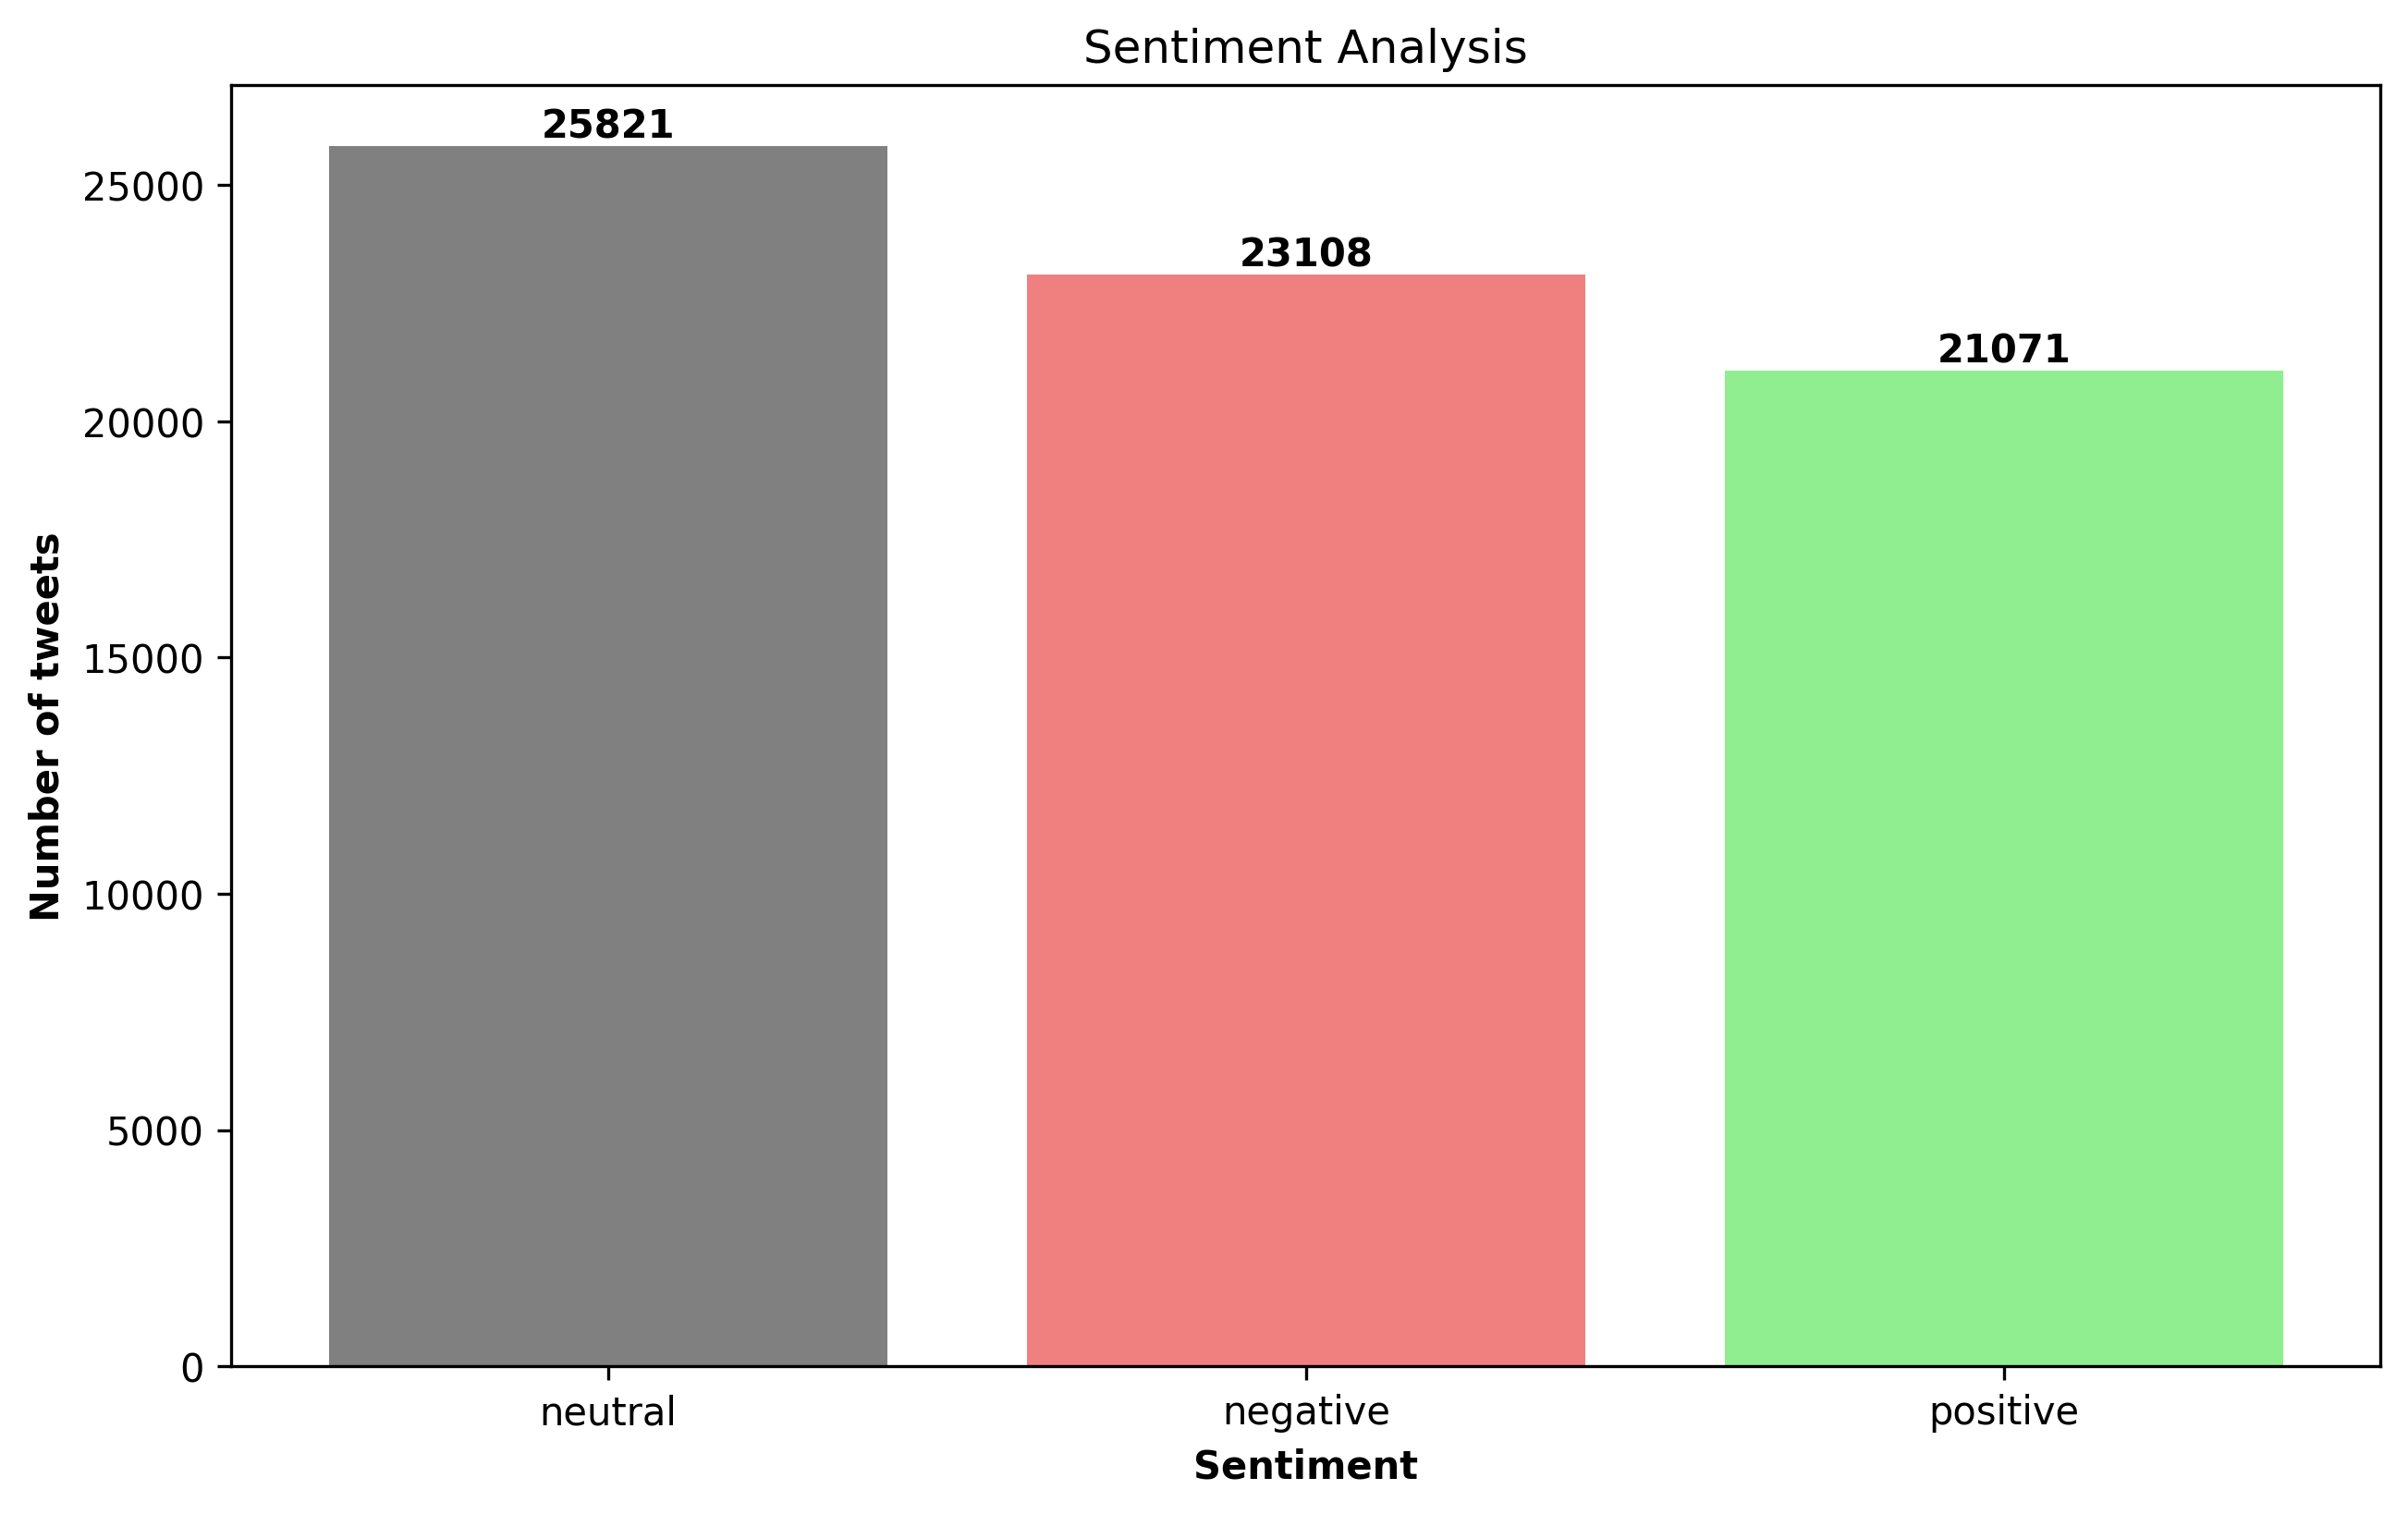 Sentiment Analysis
25821
23108
21071
25000
20000
15000
10000
5000
0
Number of tweets
neutral
negative
positive
Sentiment